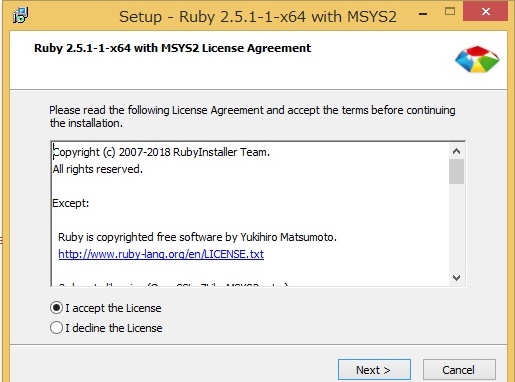 Setup - Ruby 2.5.1-1-x64 with MSYS2
Ruby 2.5.1-1-x64 with MSYS2 License Agreement
Please read the following License Agreement and accept the terms before continuing
the installation.
Copyright (c) 2007-2018 RubyInstaller Team.
All rights reserved.
Except:
Ruby is copyrighted free software by Yukihiro Matsumoto.
http://www.ruby-lang.org/en/LICENSE.txt
I accept the License
I decline the License
Next >
Cancel